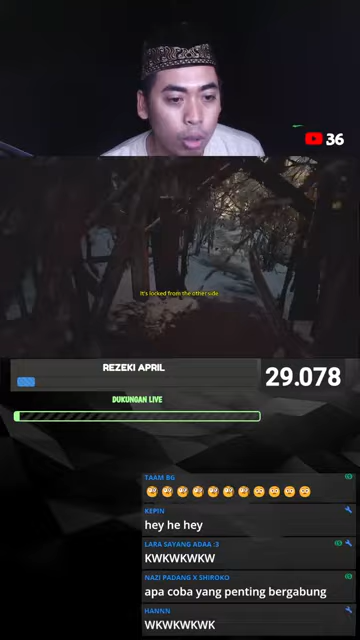 36
It's locked from the other side.
REZEKI APRIL
29.078
DUKUNGAN LIVE
TAAM BG
🤣🤣🤣🤣🤣🤣🤣😳😳😳😳
KEPIN
hey he hey
LARA SAYANG ADAA :3
KWKWKWKW
NAZI PADANG X SHIROKO
apa coba yang penting bergabung
HANNN
WKWKWKWK